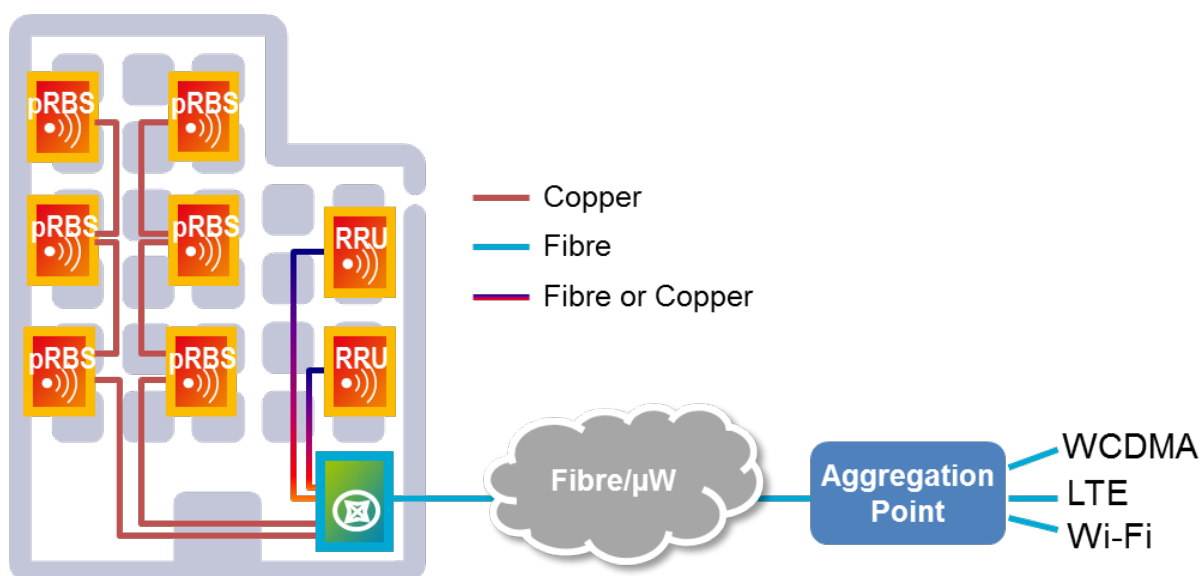 pRBS
pRBS
pRBS
pRBS
RRU
pRBS
pRBS
RRU
Copper
Fibre
Fibre or Copper
Fibre/µW
Aggregation
Point
WCDMA
LTE
Wi-Fi